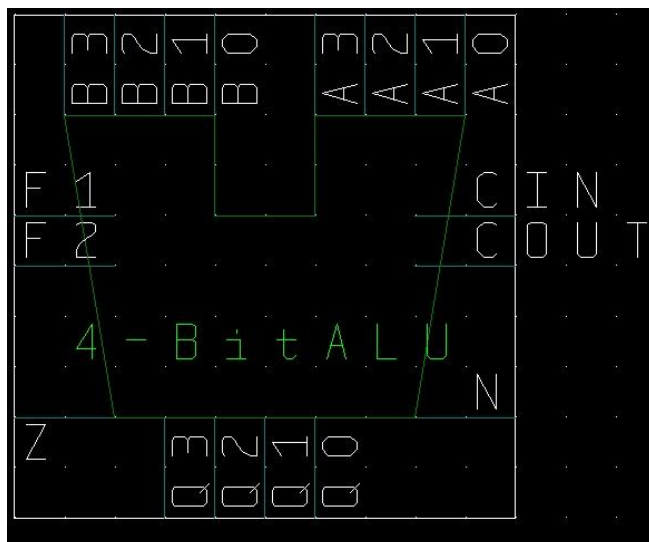 B3 B2 B1 B0 A3 A2 A1 A0
F1 CIN
F2 COUT
4-BitALU
N
Z
Q3 Q2 Q1 Q0